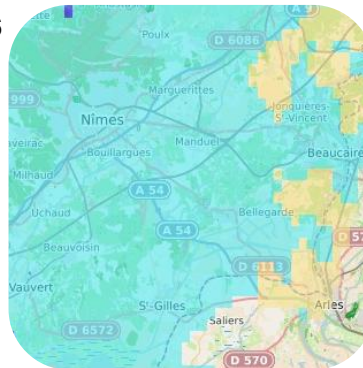 A 9
Poulx
D 6086
999
Marguerittes
Jonquières
St-Vincent
Nîmes
Manduel
Bouillargues
Beaucaire
Milhaud
A 54
Uchaud
Bellegarde
D 57
A 54
Beauvoisin
D 6113
Vauvert
St-Gilles
Arles
Saliers
D 6572
D 570